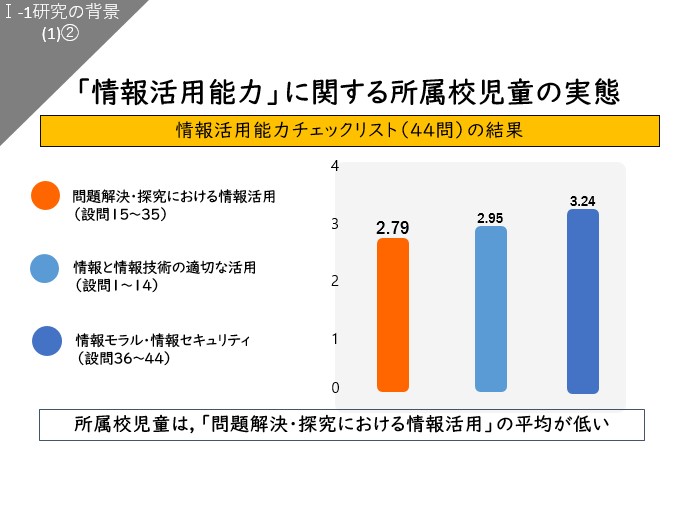 Ⅰ-1研究の背景
(1)②
「情報活用能力」に関する所属校児童の実態
情報活用能力チェックリスト（44問）の結果
問題解決・探究における情報活用
（設問15～35）
情報と情報技術の適切な活用
（設問1～14）
情報モラル・情報セキュリティ
（設問36～44）
4
3
2
1
0
2.79
2.95
3.24
所属校児童は，「問題解決・探究における情報活用」の平均が低い